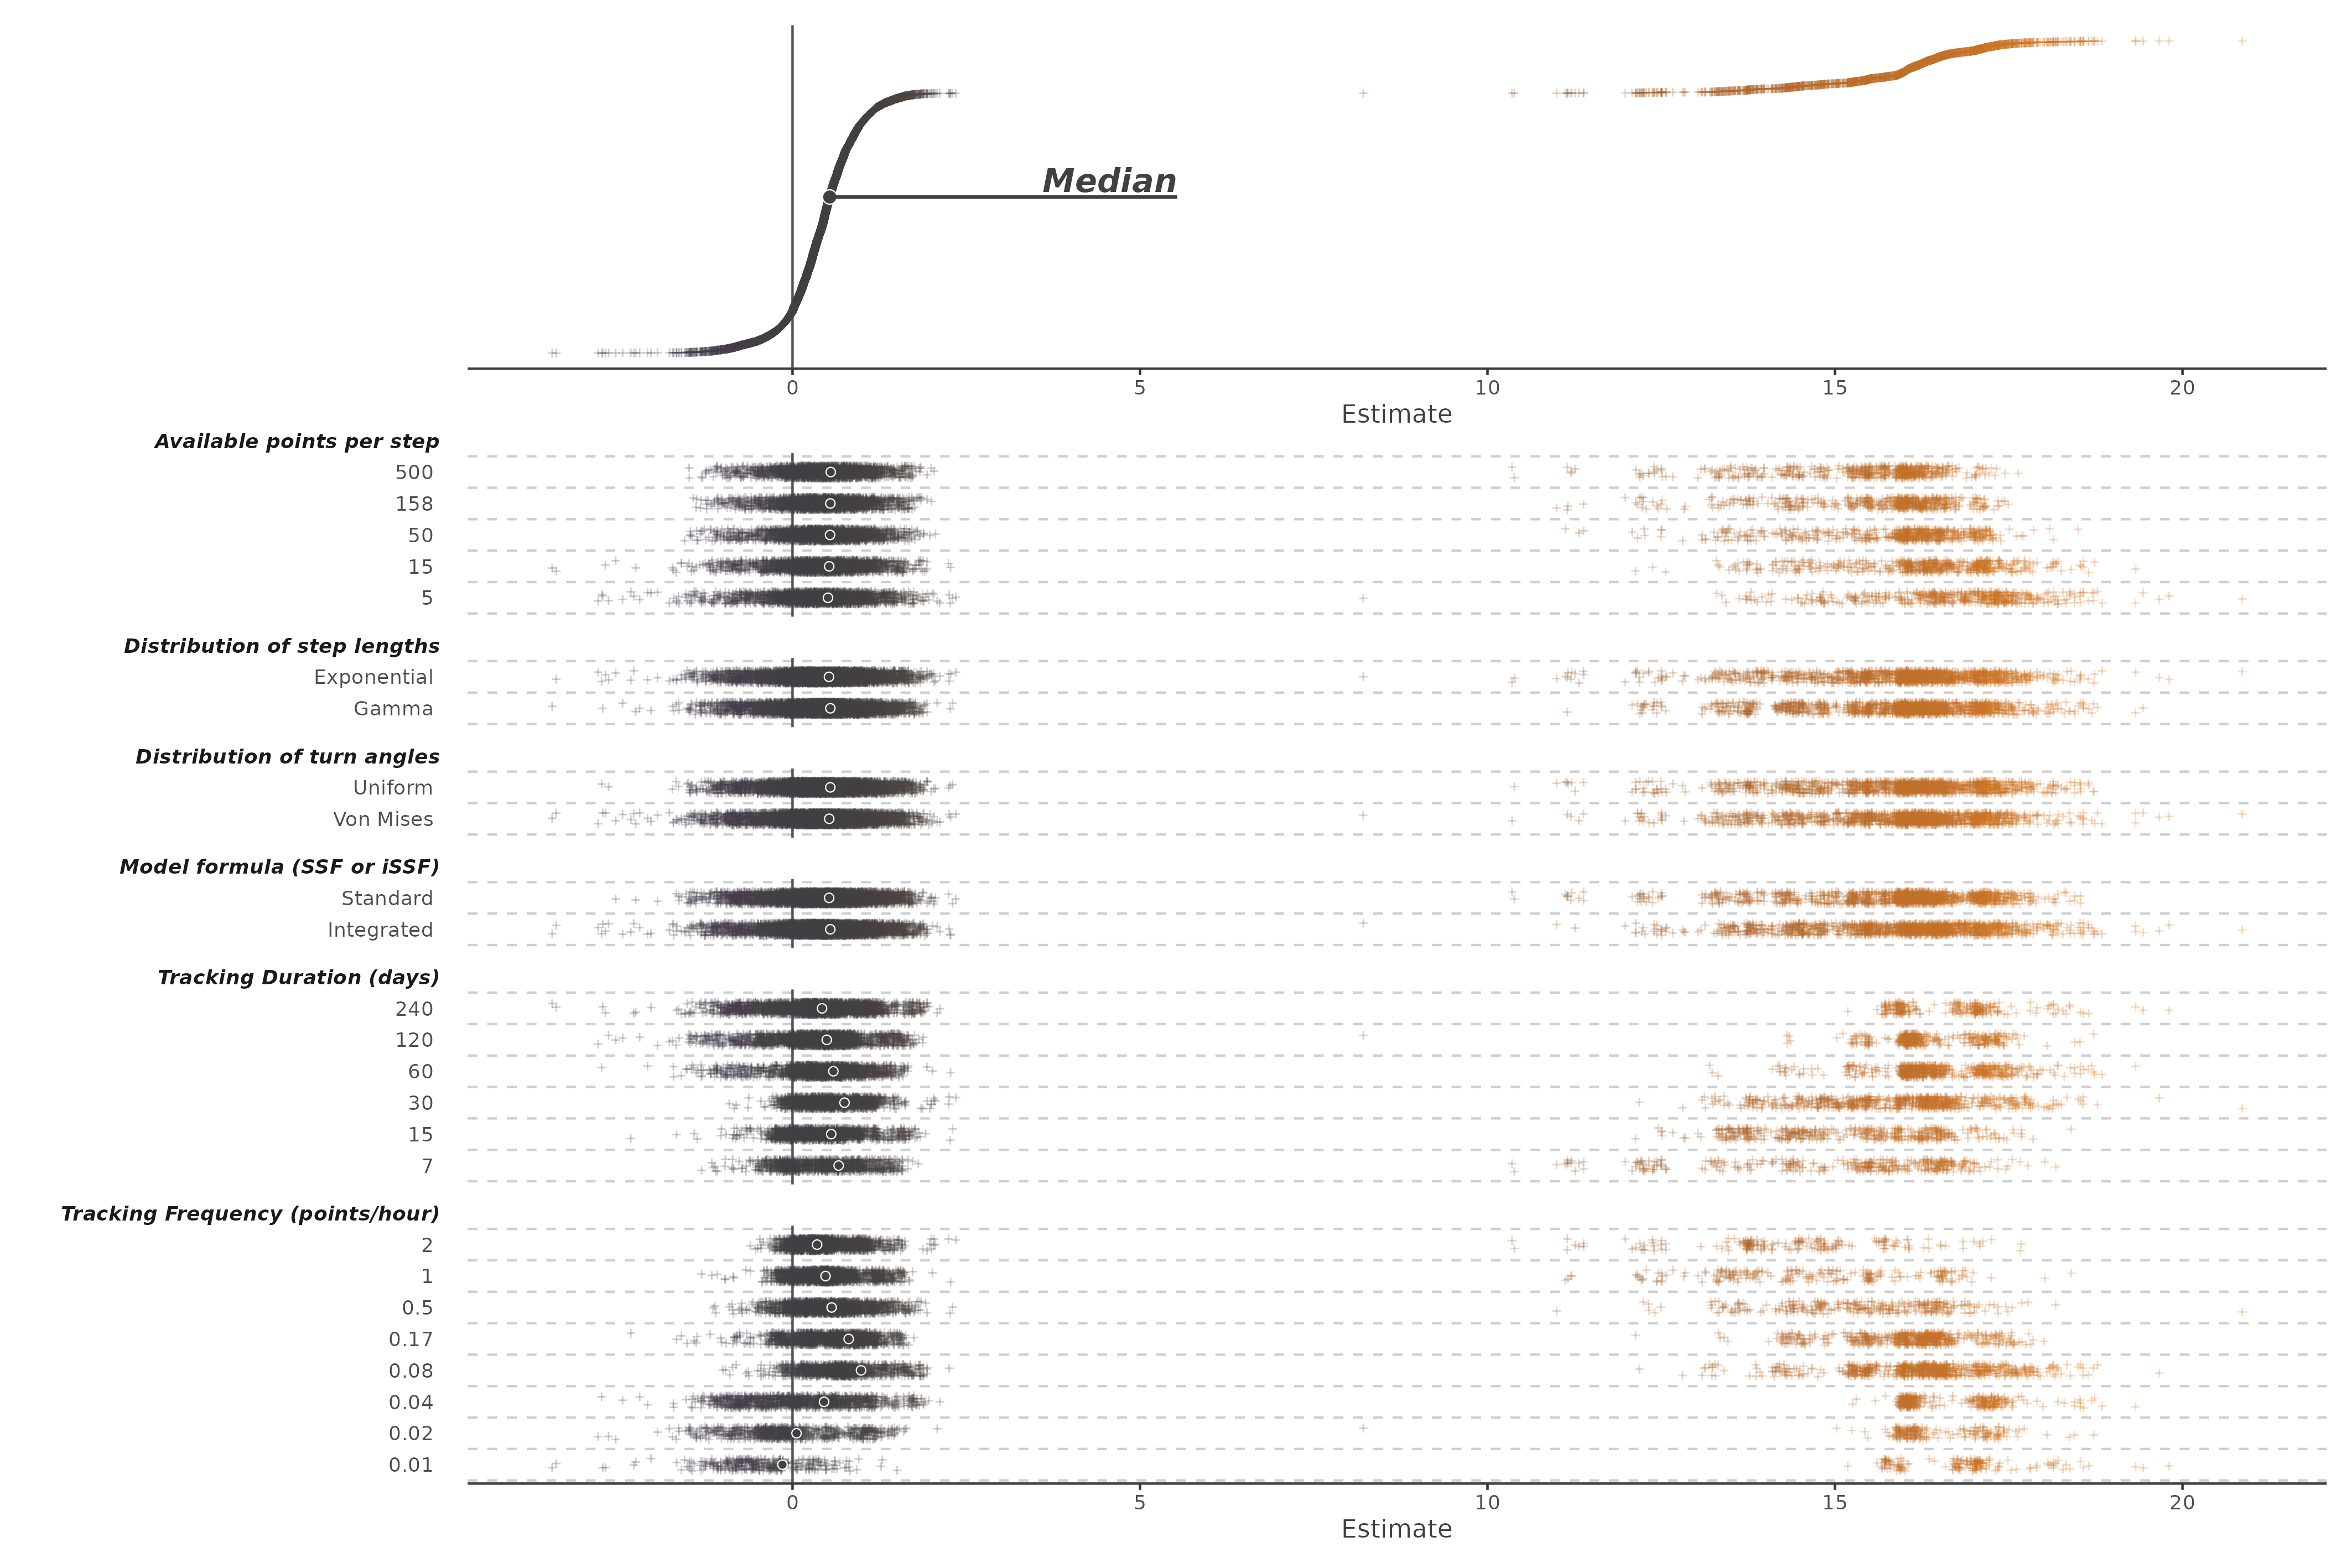 Median
0 5 10 15 20
Estimate
Available points per step
500
158
50
15
5
Distribution of step lengths
Exponential
Gamma
Distribution of turn angles
Uniform
Von Mises
Model formula (SSF or iSSF)
Standard
Integrated
Tracking Duration (days)
240
120
60
30
15
7
Tracking Frequency (points/hour)
2
1
0.5
0.17
0.08
0.04
0.02
0.01
0 5 10 15 20
Estimate